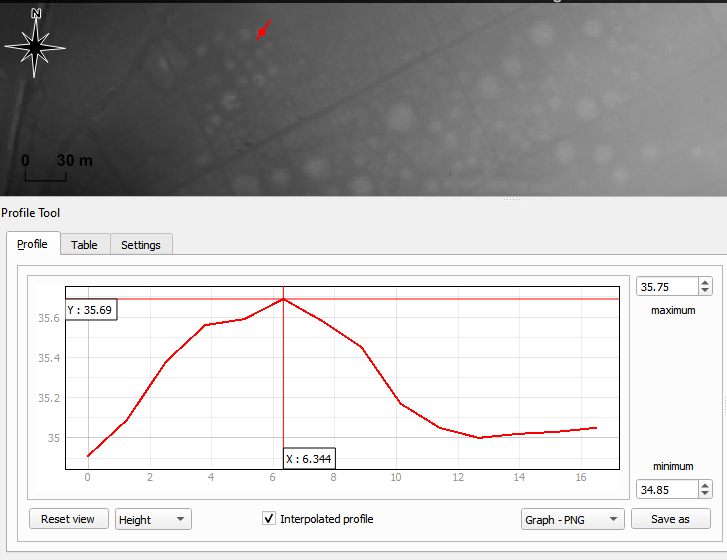 N
0 30 m
Profile Tool
Profile Table Settings
Y : 35.69
35.6
35.4
35.2
35
X : 6.344
0 2 4 6 8 10 12 14 16
35.75
maximum
minimum
34.85
Reset view Height Interpolated profile Graph - PNG Save as